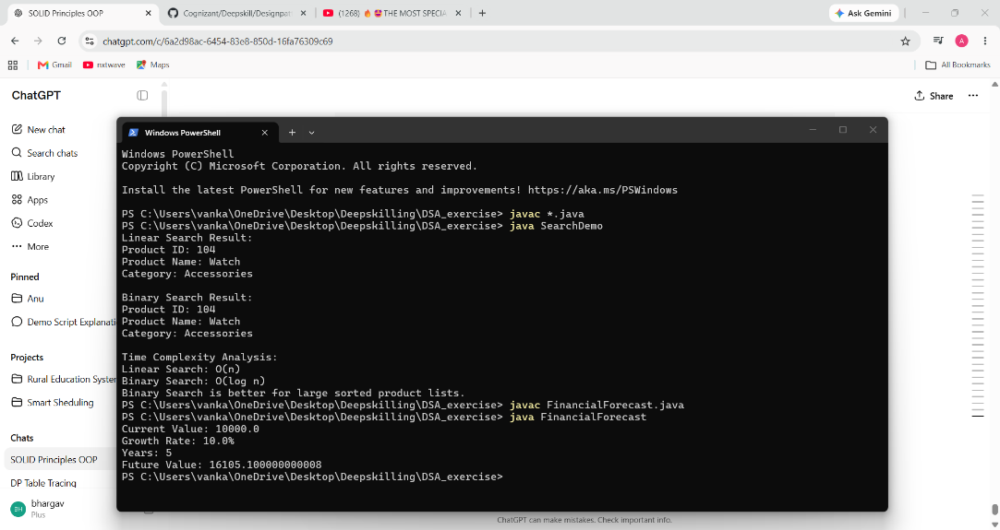 SOLID Principles OOP
Cognizant/Deepskill/Designpat
(1268) 🔥🤩THE MOST SPECIA
Ask Gemini
chatgpt.com/c/6a2d98ac-6454-83e8-850d-16fa76309c69
A
Gmail
nxtwave
Maps
All Bookmarks
ChatGPT
Share
New chat
Search chats
Library
Apps
Codex
More
Pinned
Anu
Demo Script Explanati
Projects
Rural Education Syster
Smart Sheduling
Chats
SOLID Principles OOP
DP Table Tracing
BH
bhargav
Plus
Windows PowerShell
Windows PowerShell
Copyright (C) Microsoft Corporation. All rights reserved.
Install the latest PowerShell for new features and improvements! https://aka.ms/PSWindows
PS C:\Users\vanka\OneDrive\Desktop\Deepskilling\DSA_exercise> javac *.java
PS C:\Users\vanka\OneDrive\Desktop\Deepskilling\DSA_exercise> java SearchDemo
Linear Search Result:
Product ID: 104
Product Name: Watch
Category: Accessories
Binary Search Result:
Product ID: 104
Product Name: Watch
Category: Accessories
Time Complexity Analysis:
Linear Search: O(n)
Binary Search: O(log n)
Binary Search is better for large sorted product lists.
PS C:\Users\vanka\OneDrive\Desktop\Deepskilling\DSA_exercise> javac FinancialForecast.java
PS C:\Users\vanka\OneDrive\Desktop\Deepskilling\DSA_exercise> java FinancialForecast
Current Value: 10000.0
Growth Rate: 10.0%
Years: 5
Future Value: 16105.100000000008
PS C:\Users\vanka\OneDrive\Desktop\Deepskilling\DSA_exercise>
ChatGPT can make mistakes. Check important info.